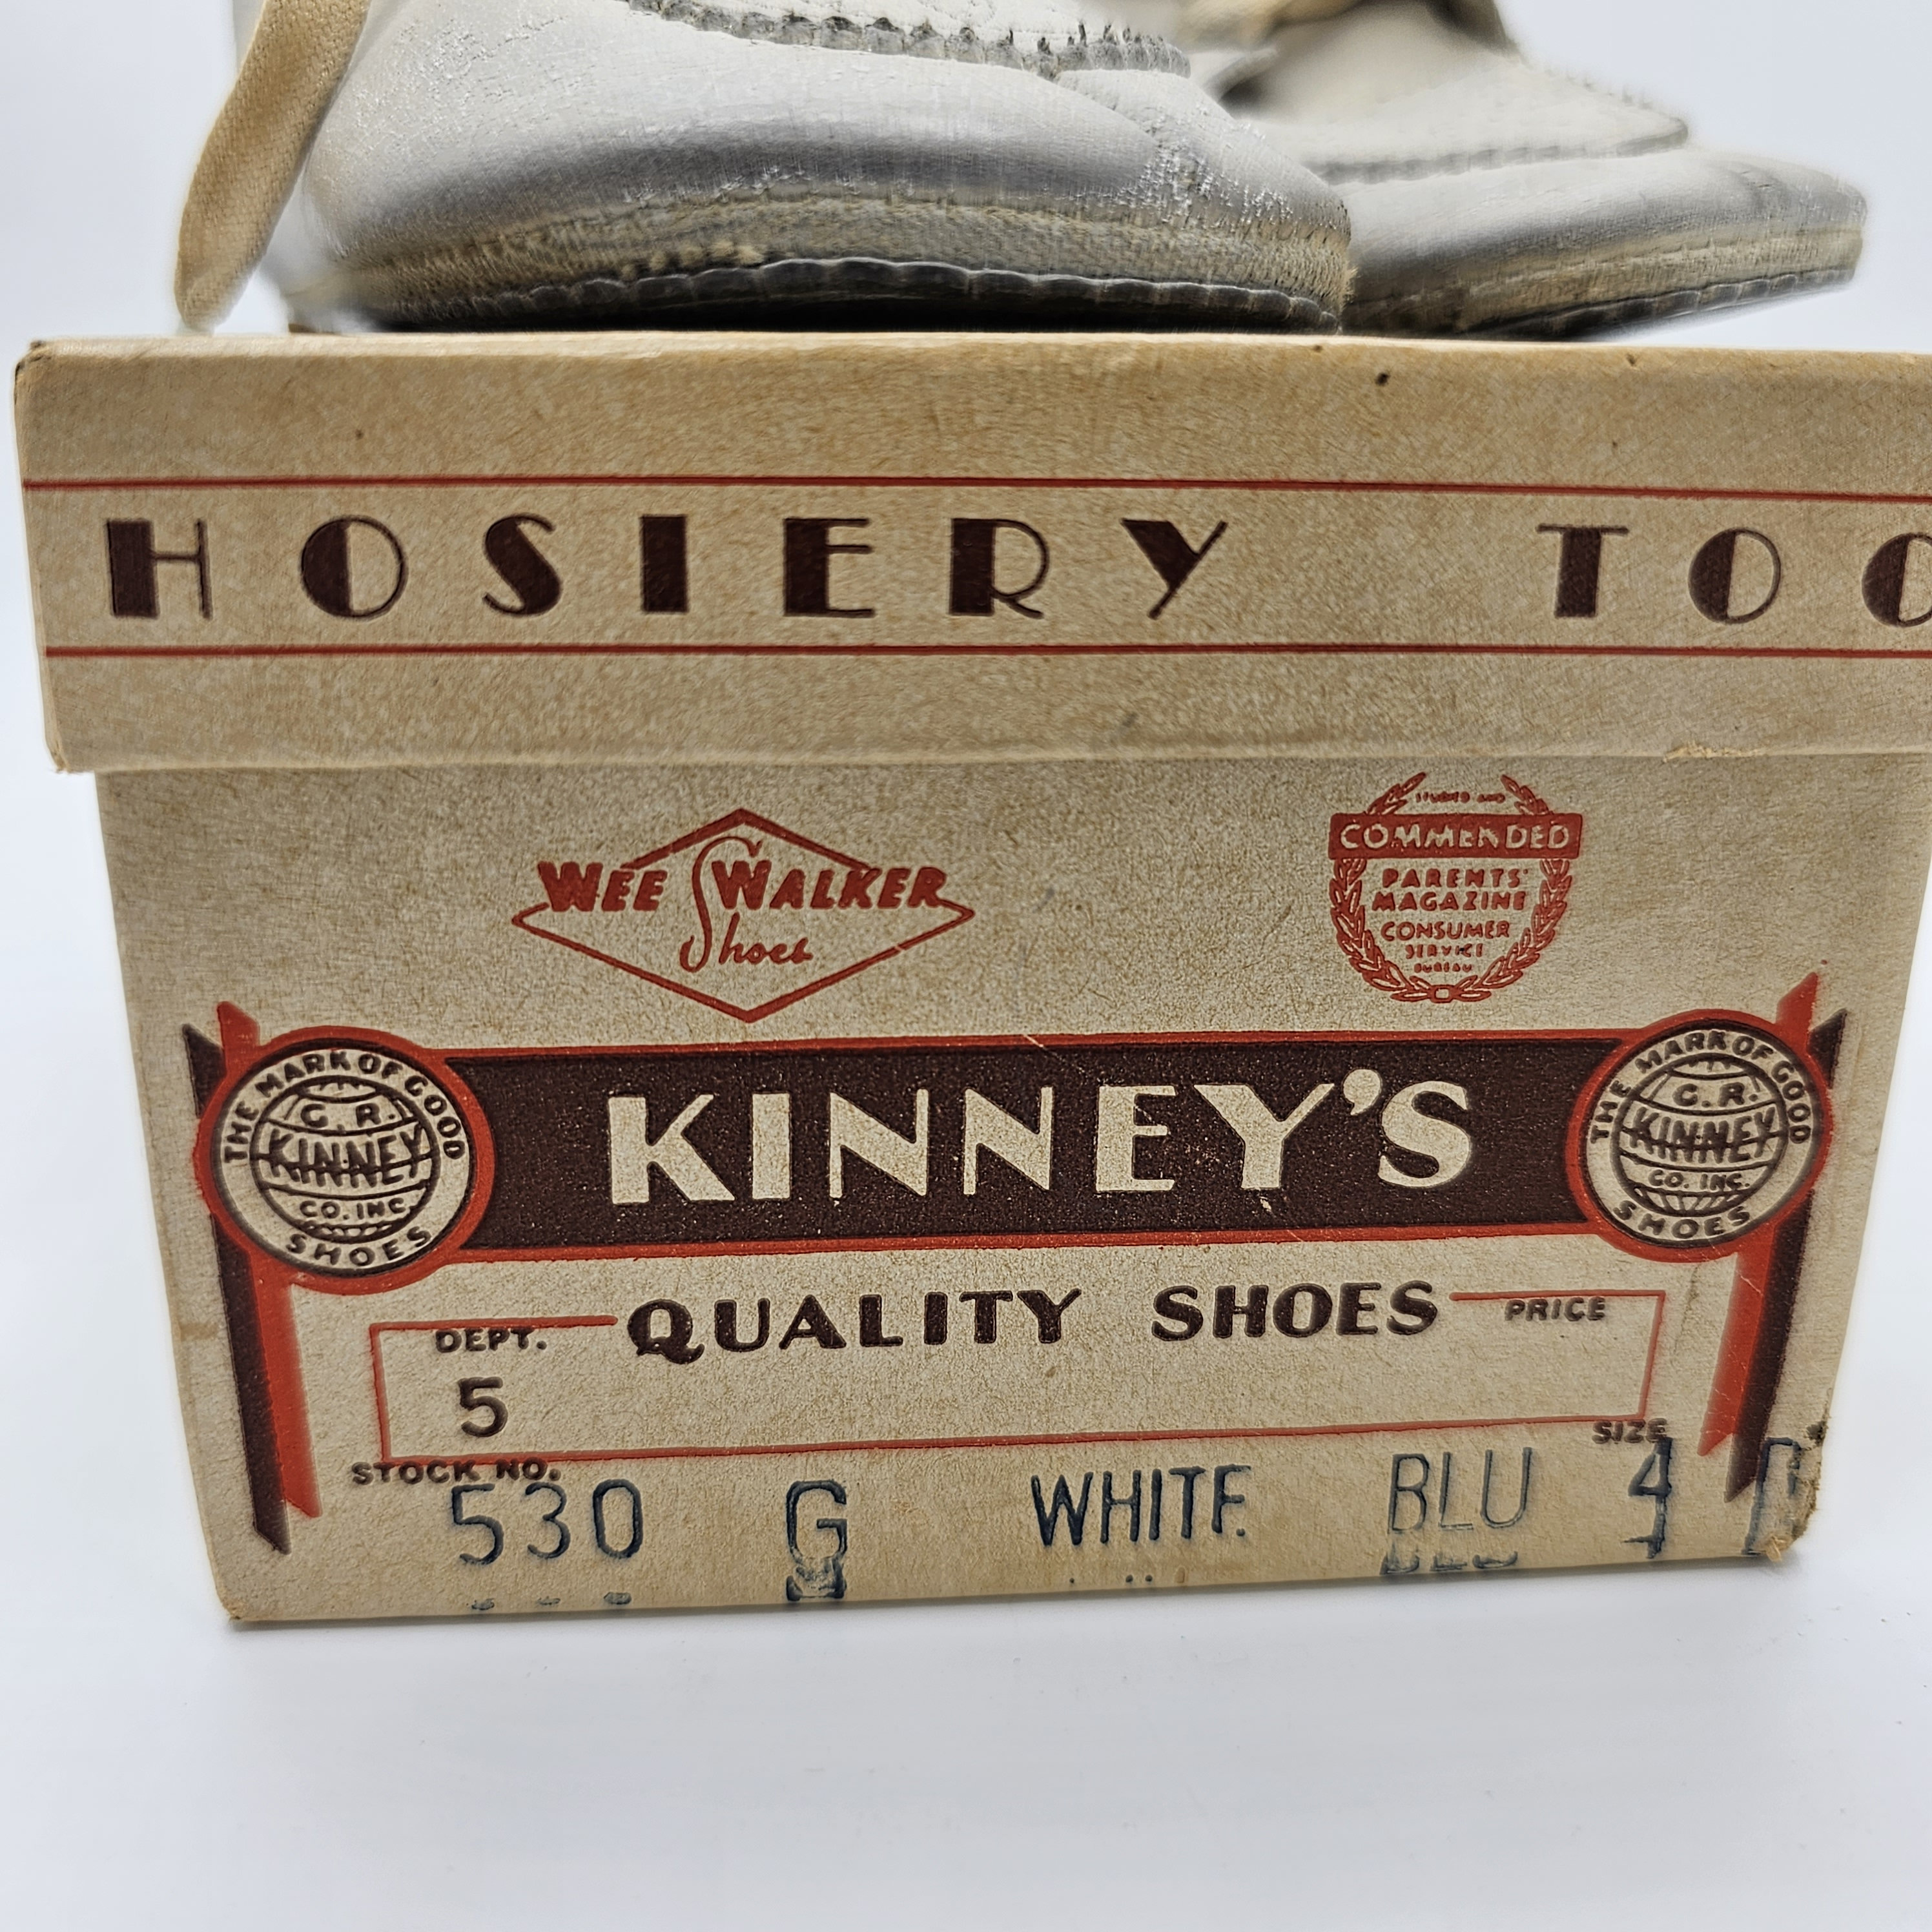 HOSIERY TOO
WEE WALKER
Shoes
STUDIED AND
COMMENDED
PARENTS'
MAGAZINE
CONSUMER
SERVICE
BUREAU
THE MARK OF GOOD
G. R.
KINNEY
CO. INC.
SHOES
KINNEY'S
THE MARK OF GOOD
G. R.
KINNEY
CO. INC.
SHOES
QUALITY SHOES
DEPT.
PRICE
5
SIZE
STOCK NO.
530 G WHITE BLU 4